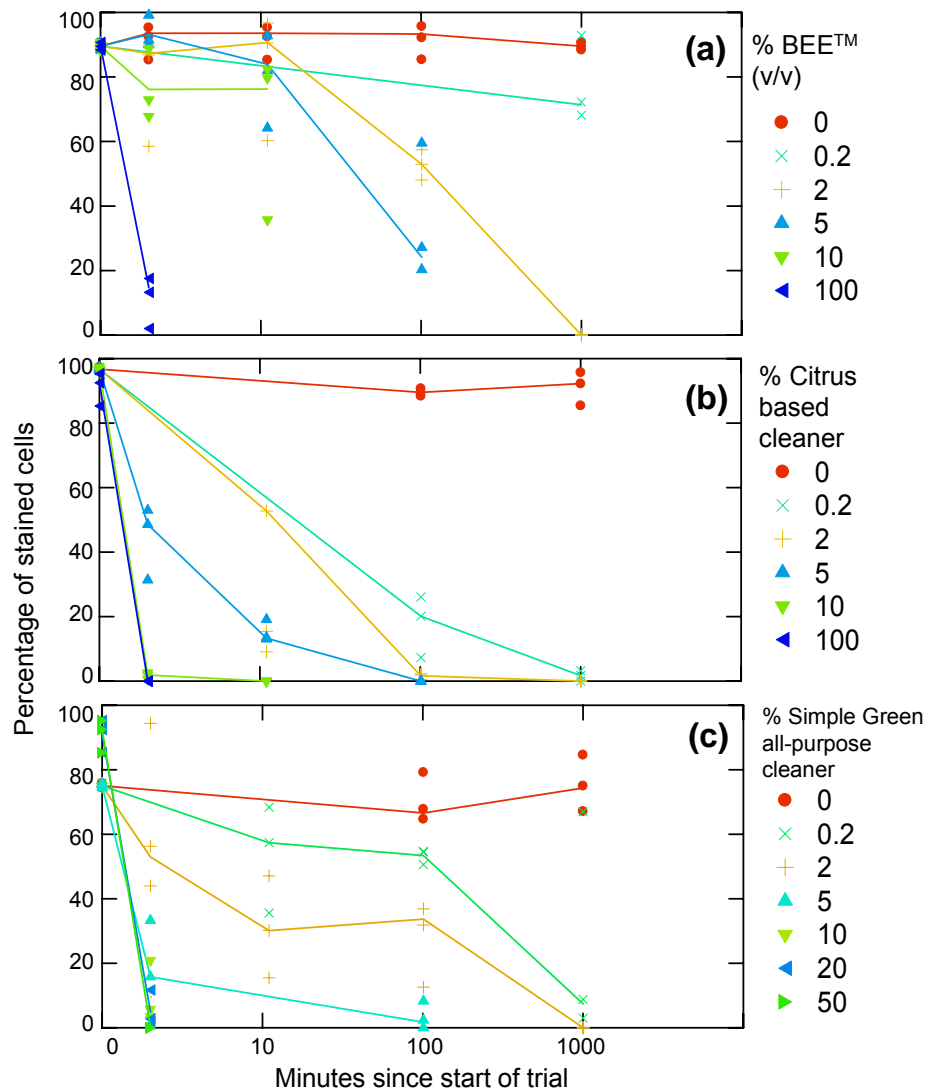 100
80
60
40
20
0
(a)
% BEE™
(v/v)
0
0.2
2
5
10
100
100
80
60
40
20
0
(b)
% Citrus
based
cleaner
0
0.2
2
5
10
100
Percentage of stained cells
100
80
60
40
20
0
(c)
% Simple Green
all-purpose
cleaner
0
0.2
2
5
10
20
50
0 10 100 1000
Minutes since start of trial